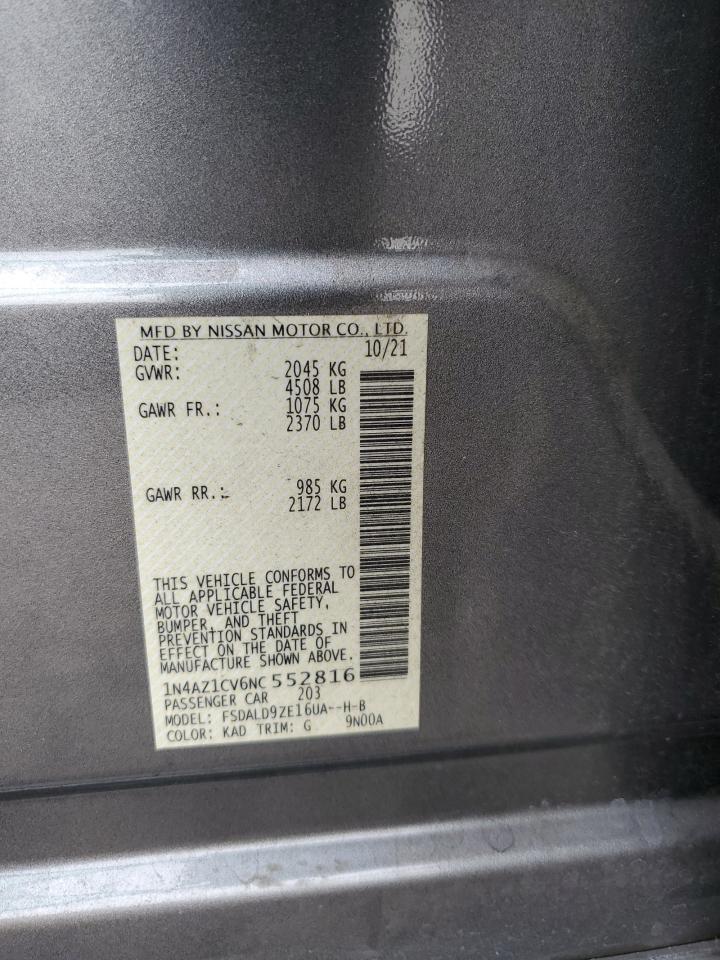 MFD BY NISSAN MOTOR CO., LTD.
DATE: 10/21
GVWR: 2045 KG
4508 LB
GAWR FR.: 1075 KG
2370 LB
GAWR RR.: 985 KG
2172 LB
THIS VEHICLE CONFORMS TO
ALL APPLICABLE FEDERAL
MOTOR VEHICLE SAFETY,
BUMPER, AND THEFT
PREVENTION STANDARDS IN
EFFECT ON THE DATE OF
MANUFACTURE SHOWN ABOVE.
1N4AZ1CV6NC 552816
PASSENGER CAR 203
MODEL: FSDALD9ZE16UA--H-B
COLOR: KAD TRIM: G 9N00A